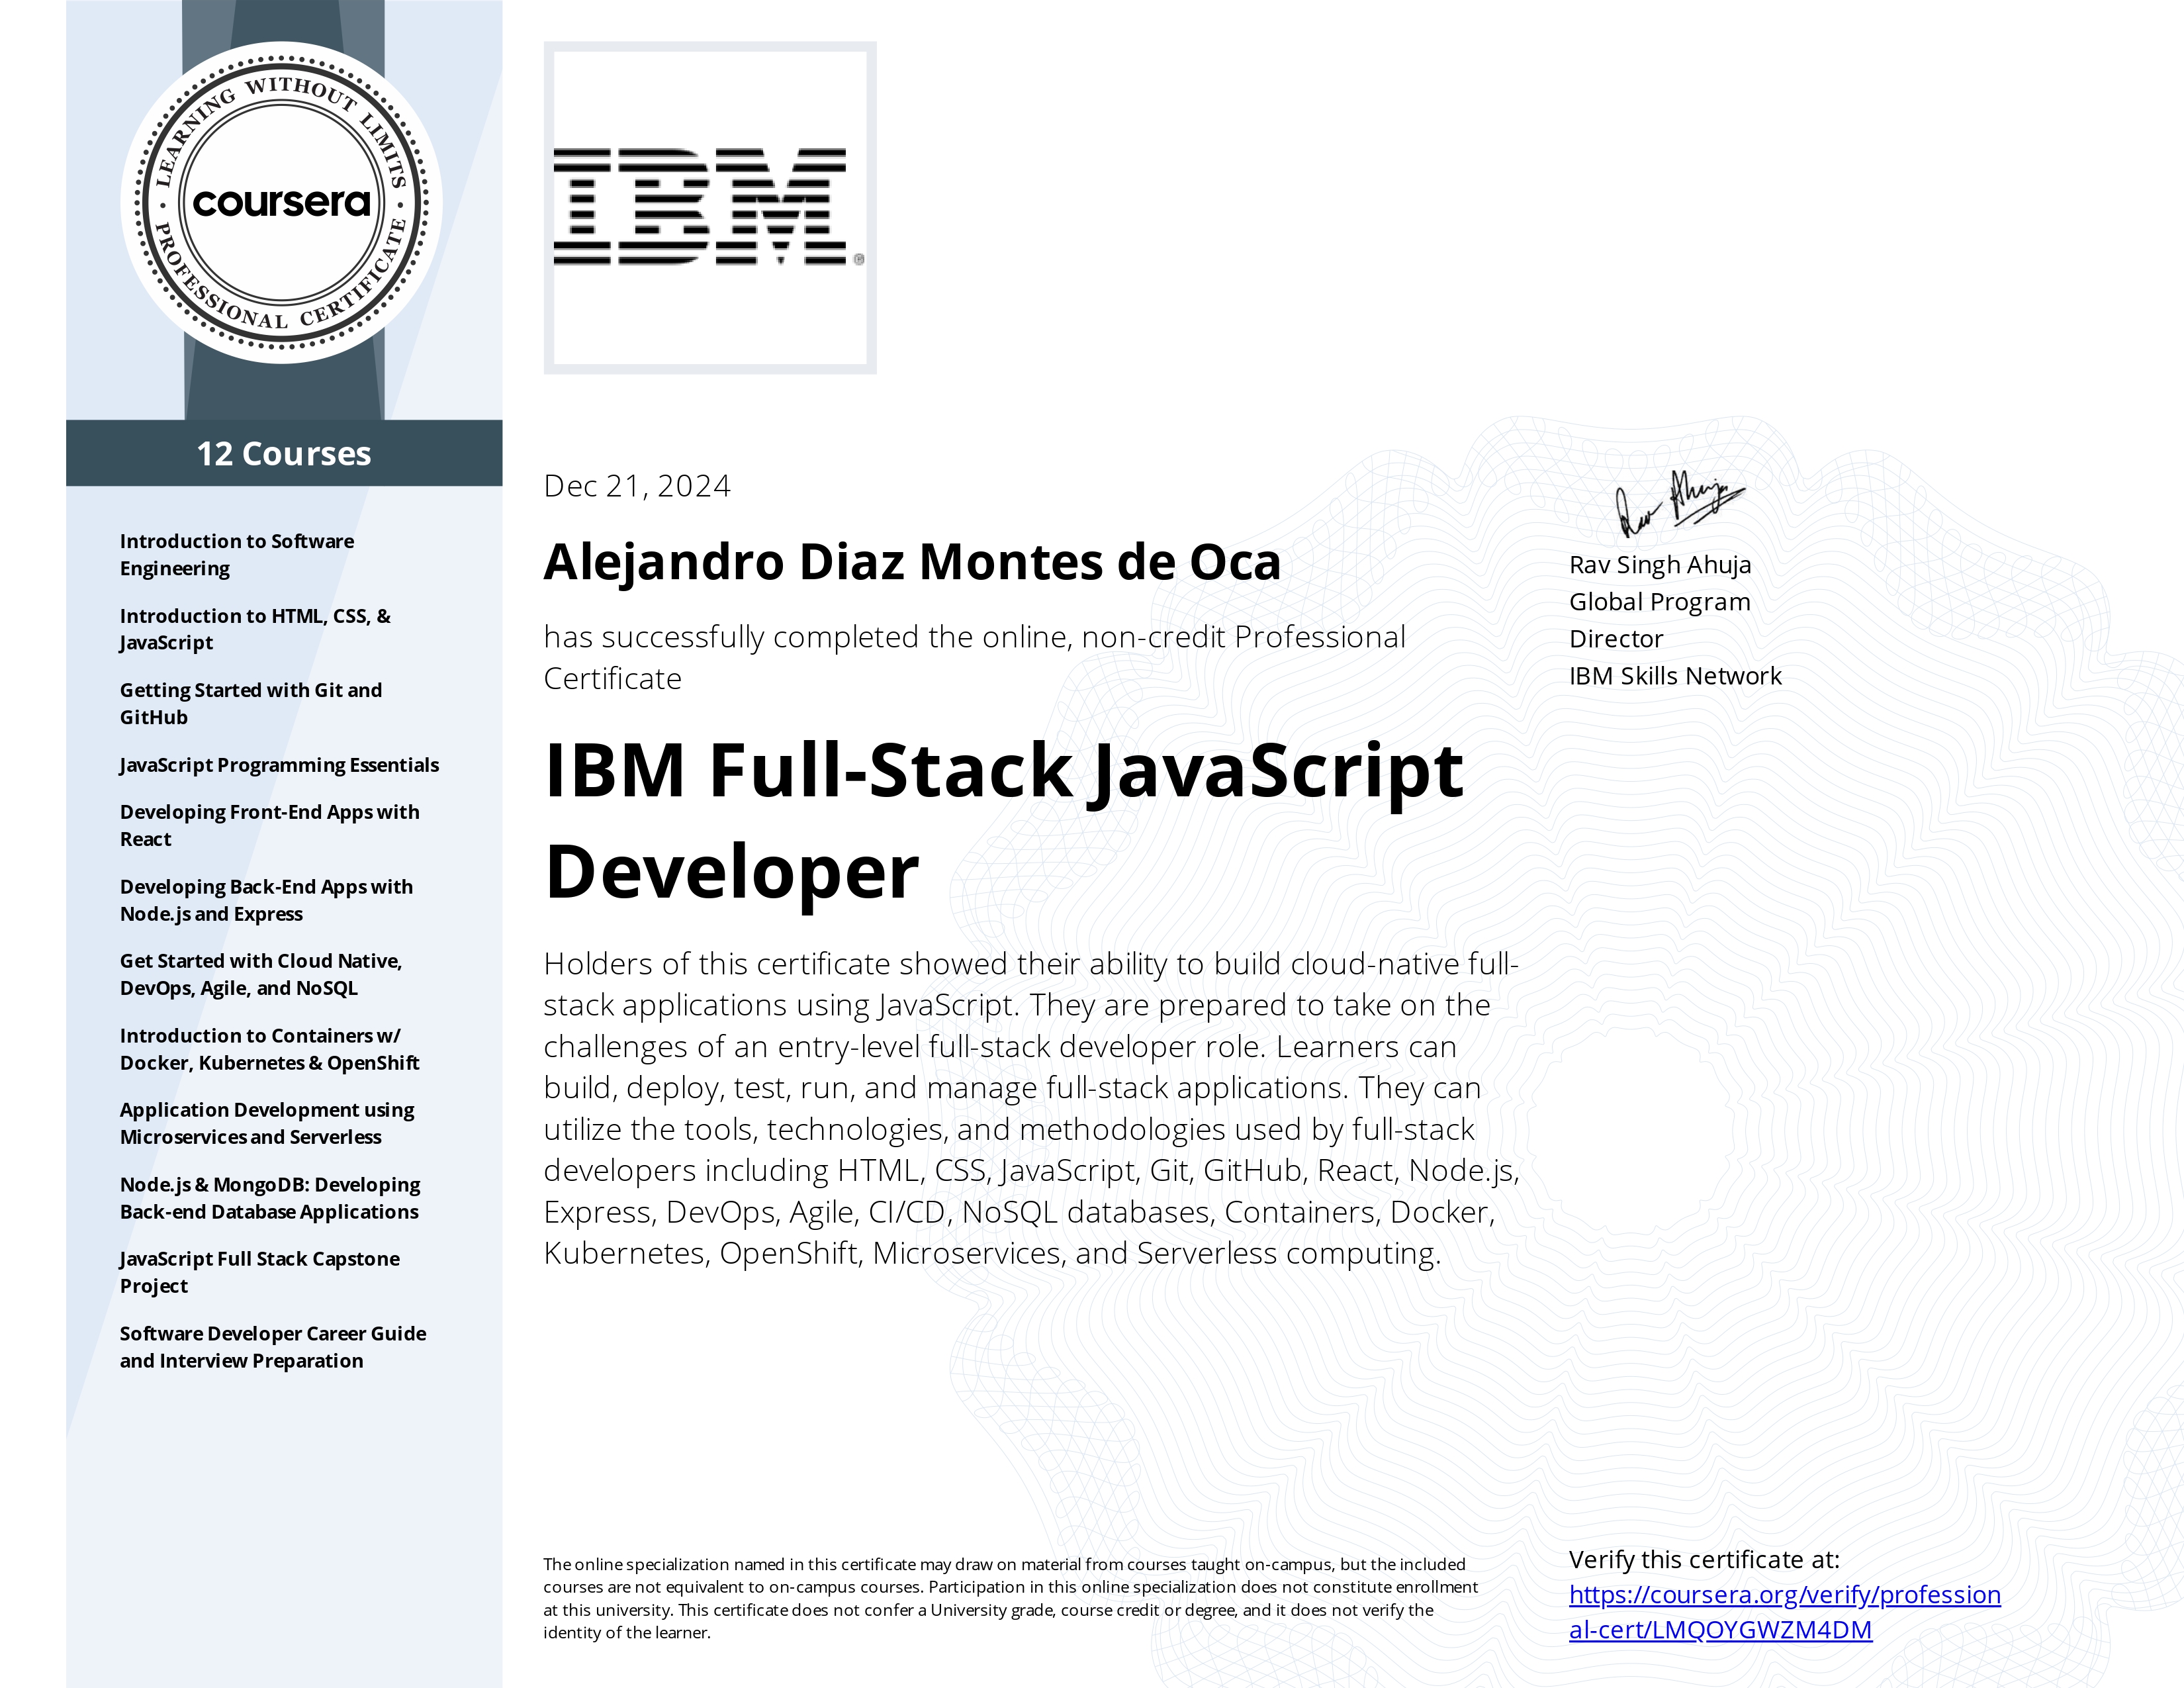 LEARNING WITHOUT LIMITS
coursera
PROFESSIONAL CERTIFICATE
12 Courses
Introduction to Software
Engineering
Introduction to HTML, CSS, &
JavaScript
Getting Started with Git and
GitHub
JavaScript Programming Essentials
Developing Front-End Apps with
React
Developing Back-End Apps with
Node.js and Express
Get Started with Cloud Native,
DevOps, Agile, and NoSQL
Introduction to Containers w/
Docker, Kubernetes & OpenShift
Application Development using
Microservices and Serverless
Node.js & MongoDB: Developing
Back-end Database Applications
JavaScript Full Stack Capstone
Project
Software Developer Career Guide
and Interview Preparation
IBM®
Dec 21, 2024
Alejandro Diaz Montes de Oca
has successfully completed the online, non-credit Professional
Certificate
IBM Full-Stack JavaScript
Developer
Holders of this certificate showed their ability to build cloud-native full-
stack applications using JavaScript. They are prepared to take on the
challenges of an entry-level full-stack developer role. Learners can
build, deploy, test, run, and manage full-stack applications. They can
utilize the tools, technologies, and methodologies used by full-stack
developers including HTML, CSS, JavaScript, Git, GitHub, React, Node.js,
Express, DevOps, Agile, CI/CD, NoSQL databases, Containers, Docker,
Kubernetes, OpenShift, Microservices, and Serverless computing.
The online specialization named in this certificate may draw on material from courses taught on-campus, but the included
courses are not equivalent to on-campus courses. Participation in this online specialization does not constitute enrollment
at this university. This certificate does not confer a University grade, course credit or degree, and it does not verify the
identity of the learner.
Rav Ahuja
Rav Singh Ahuja
Global Program
Director
IBM Skills Network
Verify this certificate at:
https://coursera.org/verify/profession
al-cert/LMQOYGWZM4DM